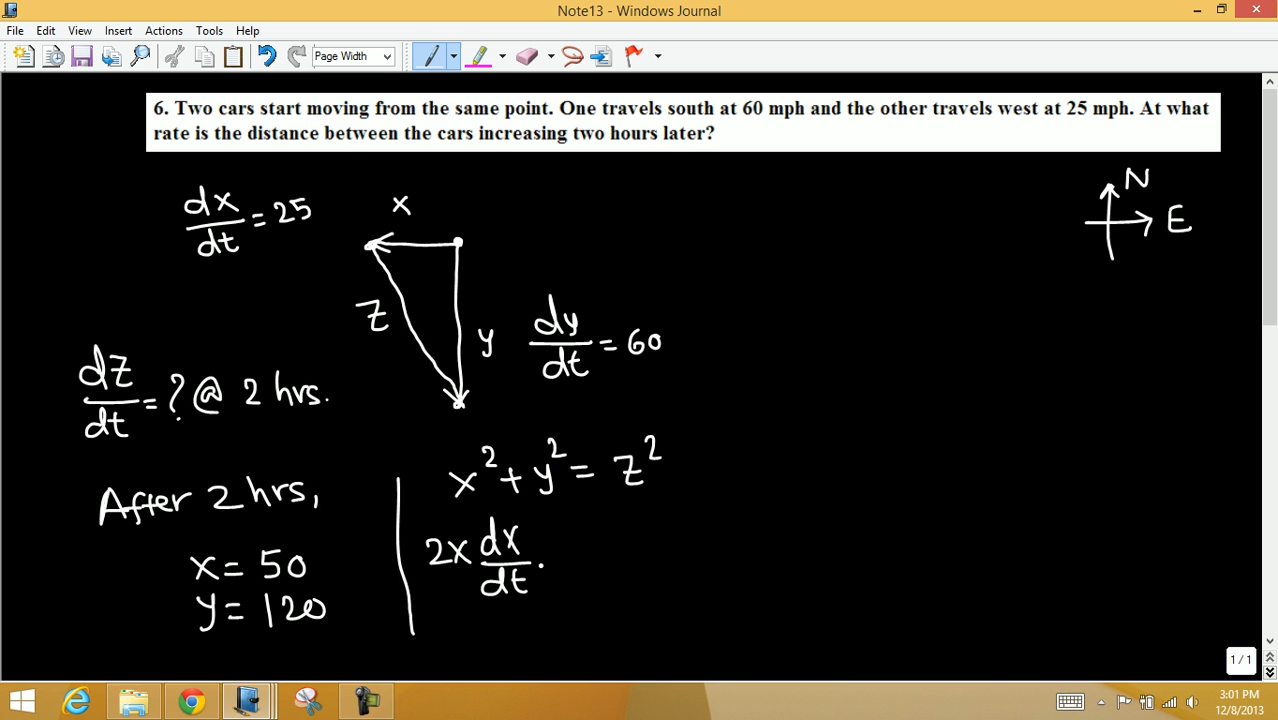 Note13 - Windows Journal
File Edit View Insert Actions Tools Help
Page Width
6. Two cars start moving from the same point. One travels south at 60 mph and the other travels west at 25 mph. At what
rate is the distance between the cars increasing two hours later?
dx/dt = 25
x
N
E
z
y
dy/dt = 60
dz/dt = ? @ 2 hrs.
x² + y² = z²
After 2 hrs,
2x dx/dt
x = 50
y = 120
1 / 1
3:01 PM
12/8/2013